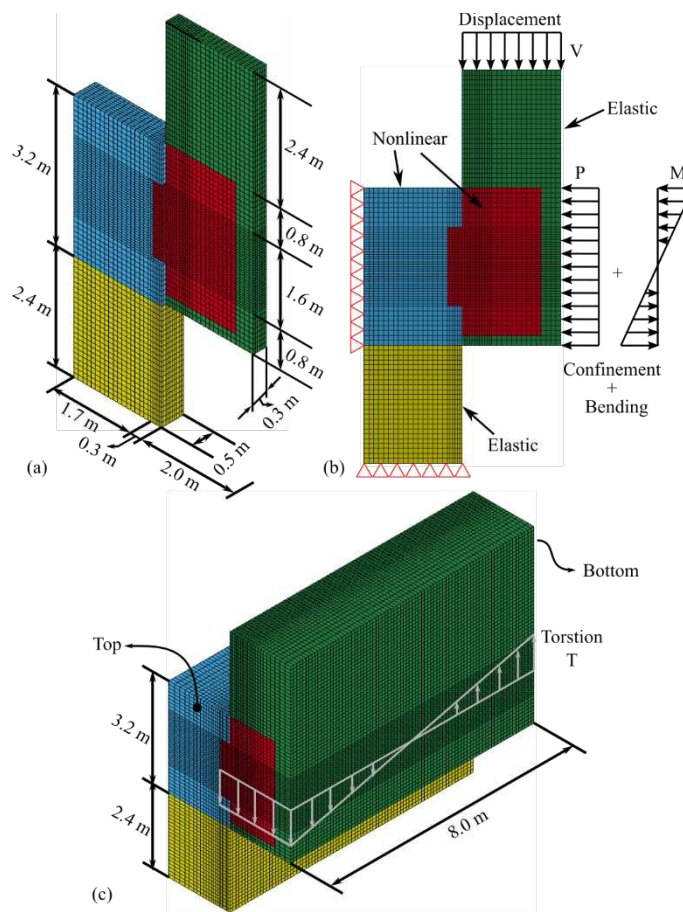 3.2 m
2.4 m
1.7 m
0.3 m
2.0 m
0.5 m
0.3 m
2.4 m
0.8 m
1.6 m
0.8 m
(a)
Displacement
V
Elastic
Nonlinear
P
M
+
Confinement
+
Bending
Elastic
(b)
Bottom
Top
Torstion
T
3.2 m
2.4 m
8.0 m
(c)